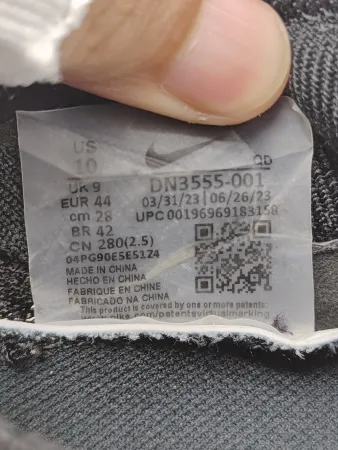 US
10
QD
UK 9
DN3555-001
EUR 44
03/31/23 | 06/26/23
cm 28
UPC 00196969183158
BR 42
CN 280(2.5)
04PG90E5E51Z4
MADE IN CHINA
HECHO EN CHINA
FABRIQUE EN CHINE
FABRICADO NA CHINA
This product is covered by one or more patents: